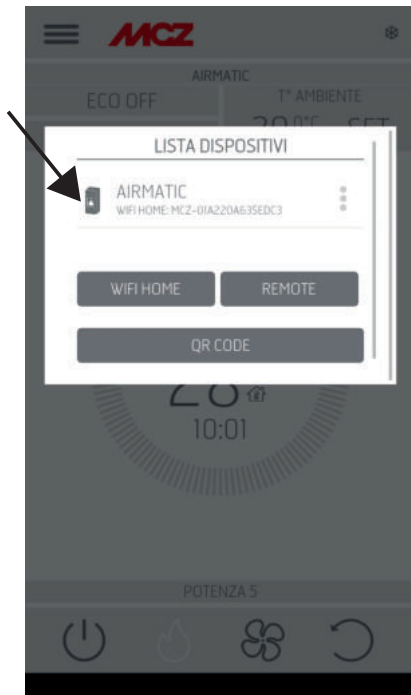 MCZ
AIRMATIC
ECO OFF
T° AMBIENTE
SET
LISTA DISPOSITIVI
AIRMATIC
WIFI HOME: MCZ-01A220A635EDC3
WIFI HOME
REMOTE
QR CODE
10:01
POTENZA 5